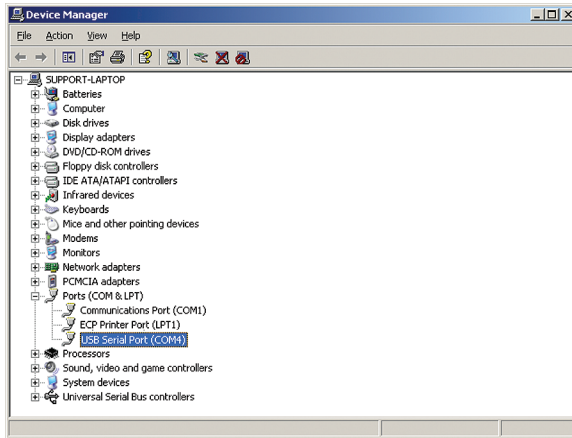 Device Manager
File Action View Help
SUPPORT-LAPTOP
Batteries
Computer
Disk drives
Display adapters
DVD/CD-ROM drives
Floppy disk controllers
IDE ATA/ATAPI controllers
Infrared devices
Keyboards
Mice and other pointing devices
Modems
Monitors
Network adapters
PCMCIA adapters
Ports (COM & LPT)
Communications Port (COM1)
ECP Printer Port (LPT1)
USB Serial Port (COM4)
Processors
Sound, video and game controllers
System devices
Universal Serial Bus controllers